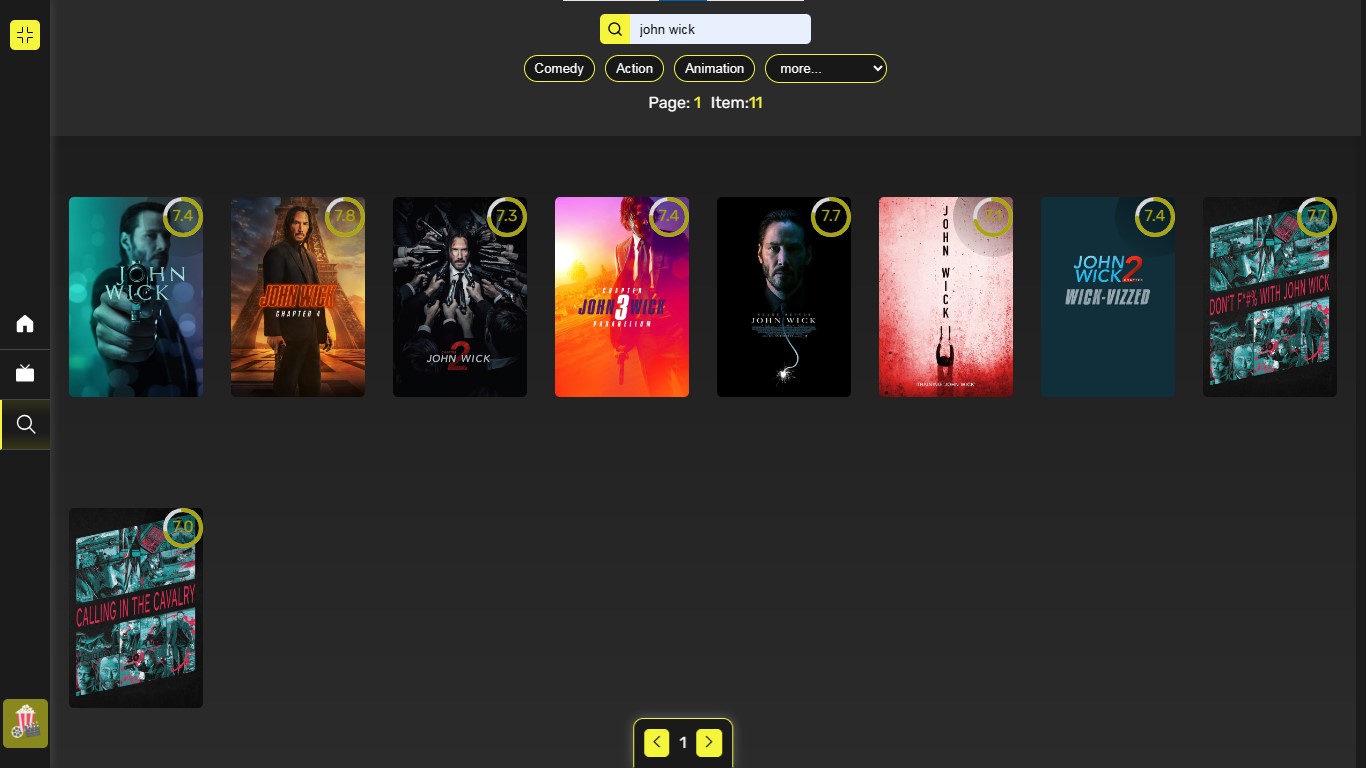 john wick
Comedy Action Animation more...
Page: 1 Item:11
7.4
JOHN
WICK
7.8
JOHN WICK
CHAPTER 4
7.3
2
JOHN WICK
7.4
CHAPTER
JOHN 3 WICK
PARABELLUM
7.7
JOHN WICK
JOHN WICK
TRAINING JOHN WICK
7.4
JOHN
WICK 2
WICK-VIZZED
7.7
DON'T F*#% WITH JOHN WICK
7.0
CALLING IN THE CAVALRY
1